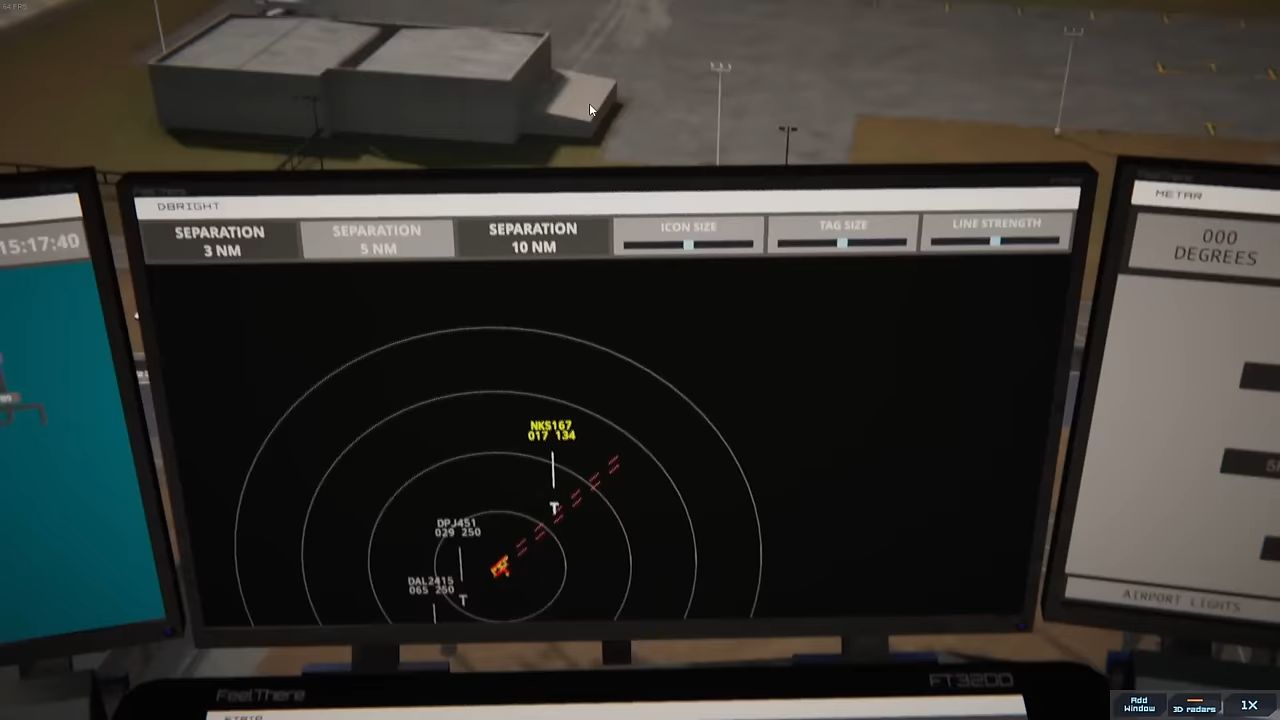 64 FPS
DBRIGHT
METAR
15:17:40
SEPARATION
3 NM
SEPARATION
5 NM
SEPARATION
10 NM
ICON SIZE
TAG SIZE
LINE STRENGTH
000
DEGREES
NKS167
017 134
DPJ451
029 250
DAL2415
065 250
AIRPORT LIGHTS
FeelThere
FT3200
Add
Window
3D radars
1X